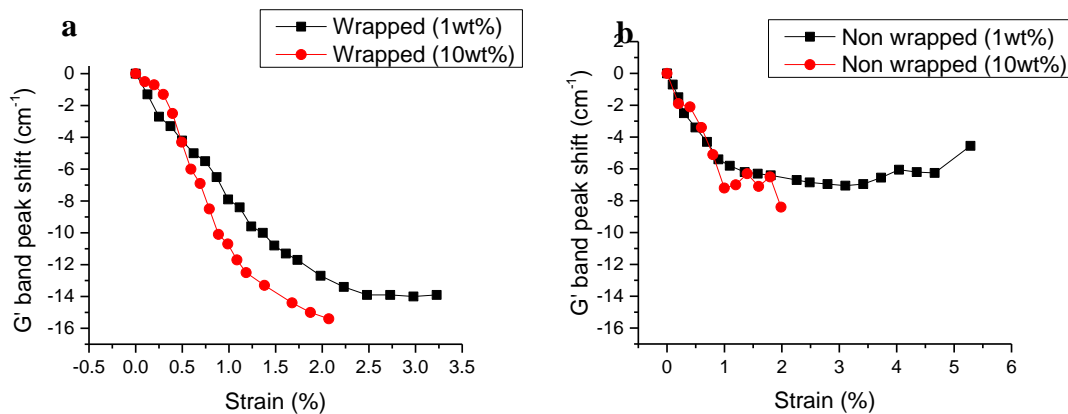 a
Wrapped (1wt%)
Wrapped (10wt%)
0
-2
-4
-6
-8
-10
-12
-14
-16
G' band peak shift (cm⁻¹)
-0.5 0.0 0.5 1.0 1.5 2.0 2.5 3.0 3.5
Strain (%)
b
Non wrapped (1wt%)
Non wrapped (10wt%)
2
0
-2
-4
-6
-8
-10
-12
-14
-16
G' band peak shift (cm⁻¹)
0 1 2 3 4 5 6
Strain (%)